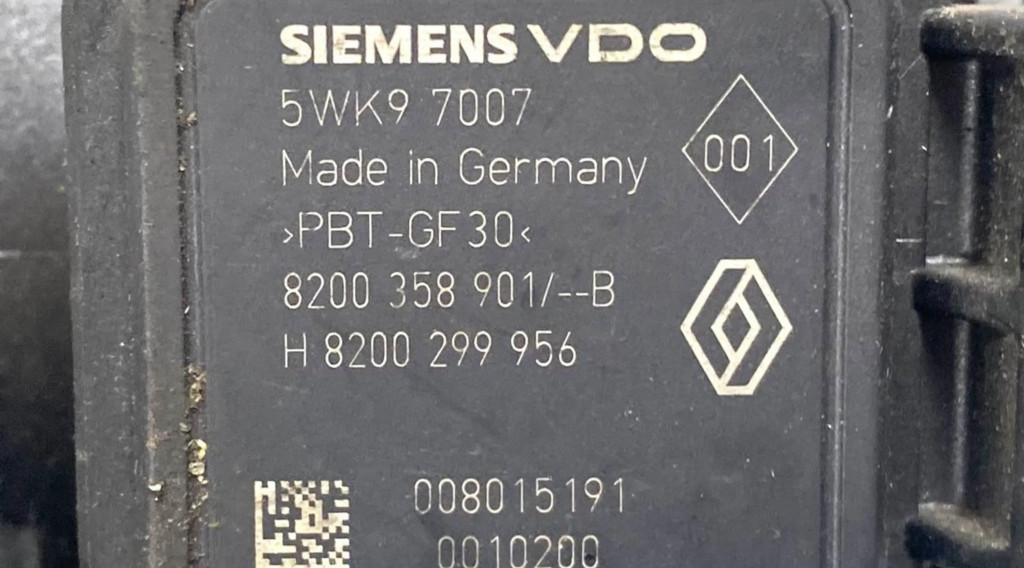 SIEMENS VDO
5WK9 7007
001
Made in Germany
>PBT-GF30<
8200 358 901/--B
H 8200 299 956
008015191
0010200